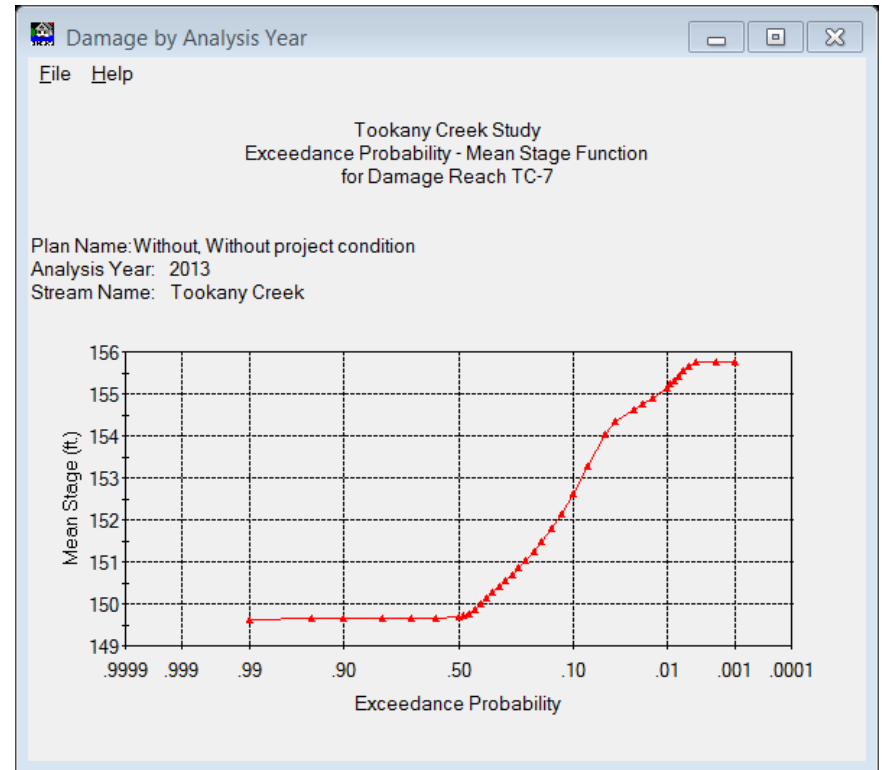 Damage by Analysis Year
File Help
Tookany Creek Study
Exceedance Probability - Mean Stage Function
for Damage Reach TC-7
Plan Name:Without, Without project condition
Analysis Year: 2013
Stream Name: Tookany Creek
156
155
154
153
152
151
150
149
Mean Stage (ft.)
.9999 .999 .99 .90 .50 .10 .01 .001 .0001
Exceedance Probability